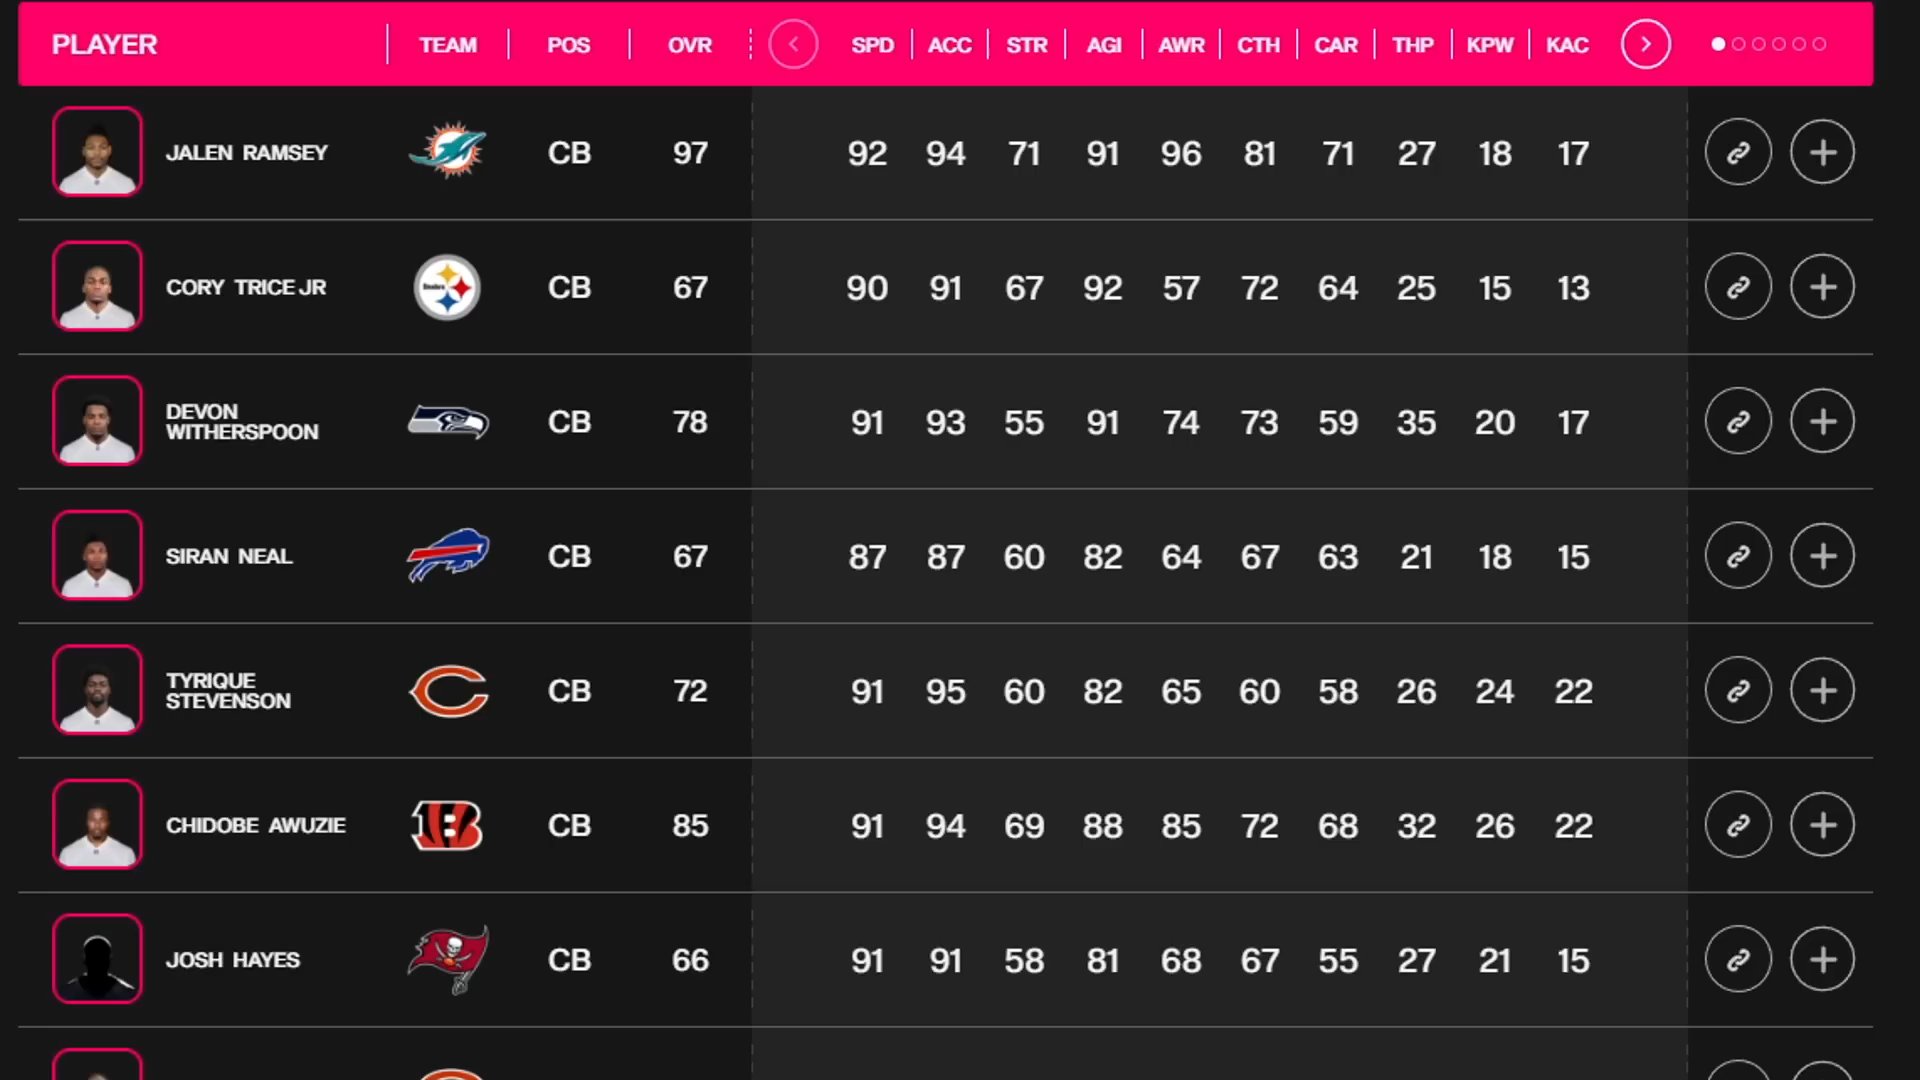 PLAYER TEAM POS OVR SPD ACC STR AGI AWR CTH CAR THP KPW KAC
JALEN RAMSEY CB 97 92 94 71 91 96 81 71 27 18 17
CORY TRICE JR Steelers CB 67 90 91 67 92 57 72 64 25 15 13
DEVON
WITHERSPOON CB 78 91 93 55 91 74 73 59 35 20 17
SIRAN NEAL CB 67 87 87 60 82 64 67 63 21 18 15
TYRIQUE
STEVENSON CB 72 91 95 60 82 65 60 58 26 24 22
CHIDOBE AWUZIE B CB 85 91 94 69 88 85 72 68 32 26 22
JOSH HAYES CB 66 91 91 58 81 68 67 55 27 21 15